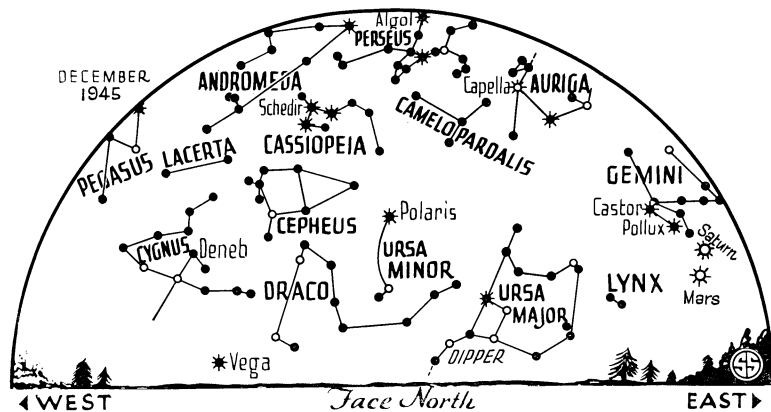 Algol
PERSEUS
DECEMBER
1945
ANDROMEDA
Capella
AURIGA
Schedir
CAMELOPARDALIS
CASSIOPEIA
PEGASUS
LACERTA
GEMINI
CEPHEUS
Polaris
Castor
Pollux
CYGNUS
Deneb
URSA
MINOR
Saturn
DRACO
URSA
MAJOR
LYNX
Mars
DIPPER
Vega
SS
WEST
Face North
EAST